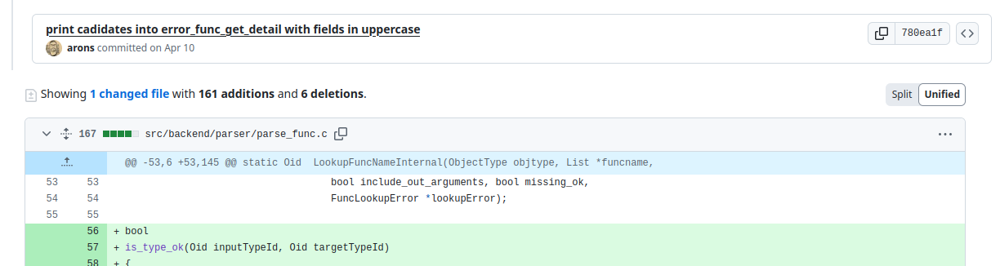 print cadidates into error_func_get_detail with fields in uppercase
arons committed on Apr 10
780ea1f
Showing 1 changed file with 161 additions and 6 deletions.
Split Unified
167 src/backend/parser/parse_func.c
@@ -53,6 +53,145 @@ static Oid  LookupFuncNameInternal(ObjectType objtype, List *funcname,
53 53 bool include_out_arguments, bool missing_ok,
54 54 FuncLookupError *lookupError);
55 55
56 + bool
57 + is_type_ok(Oid inputTypeId, Oid targetTypeId)
58 + {